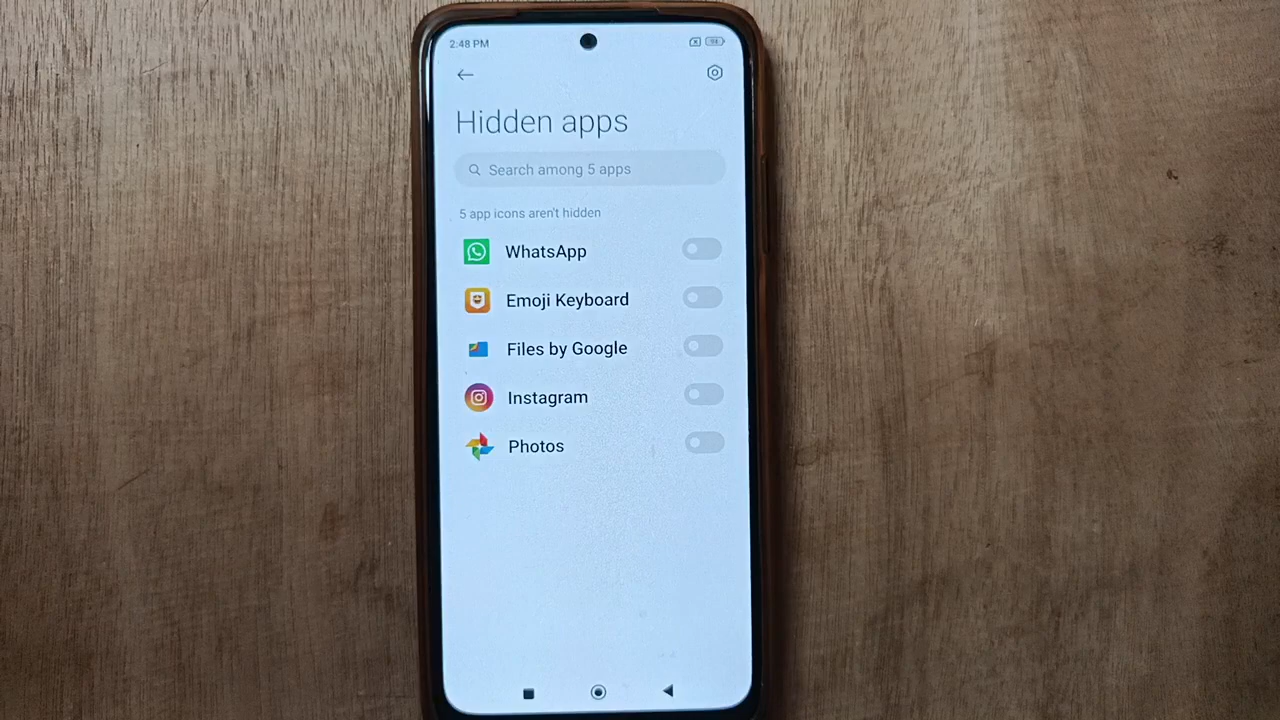 2:48 PM
Hidden apps
Search among 5 apps
5 app icons aren't hidden
WhatsApp
Emoji Keyboard
Files by Google
Instagram
Photos